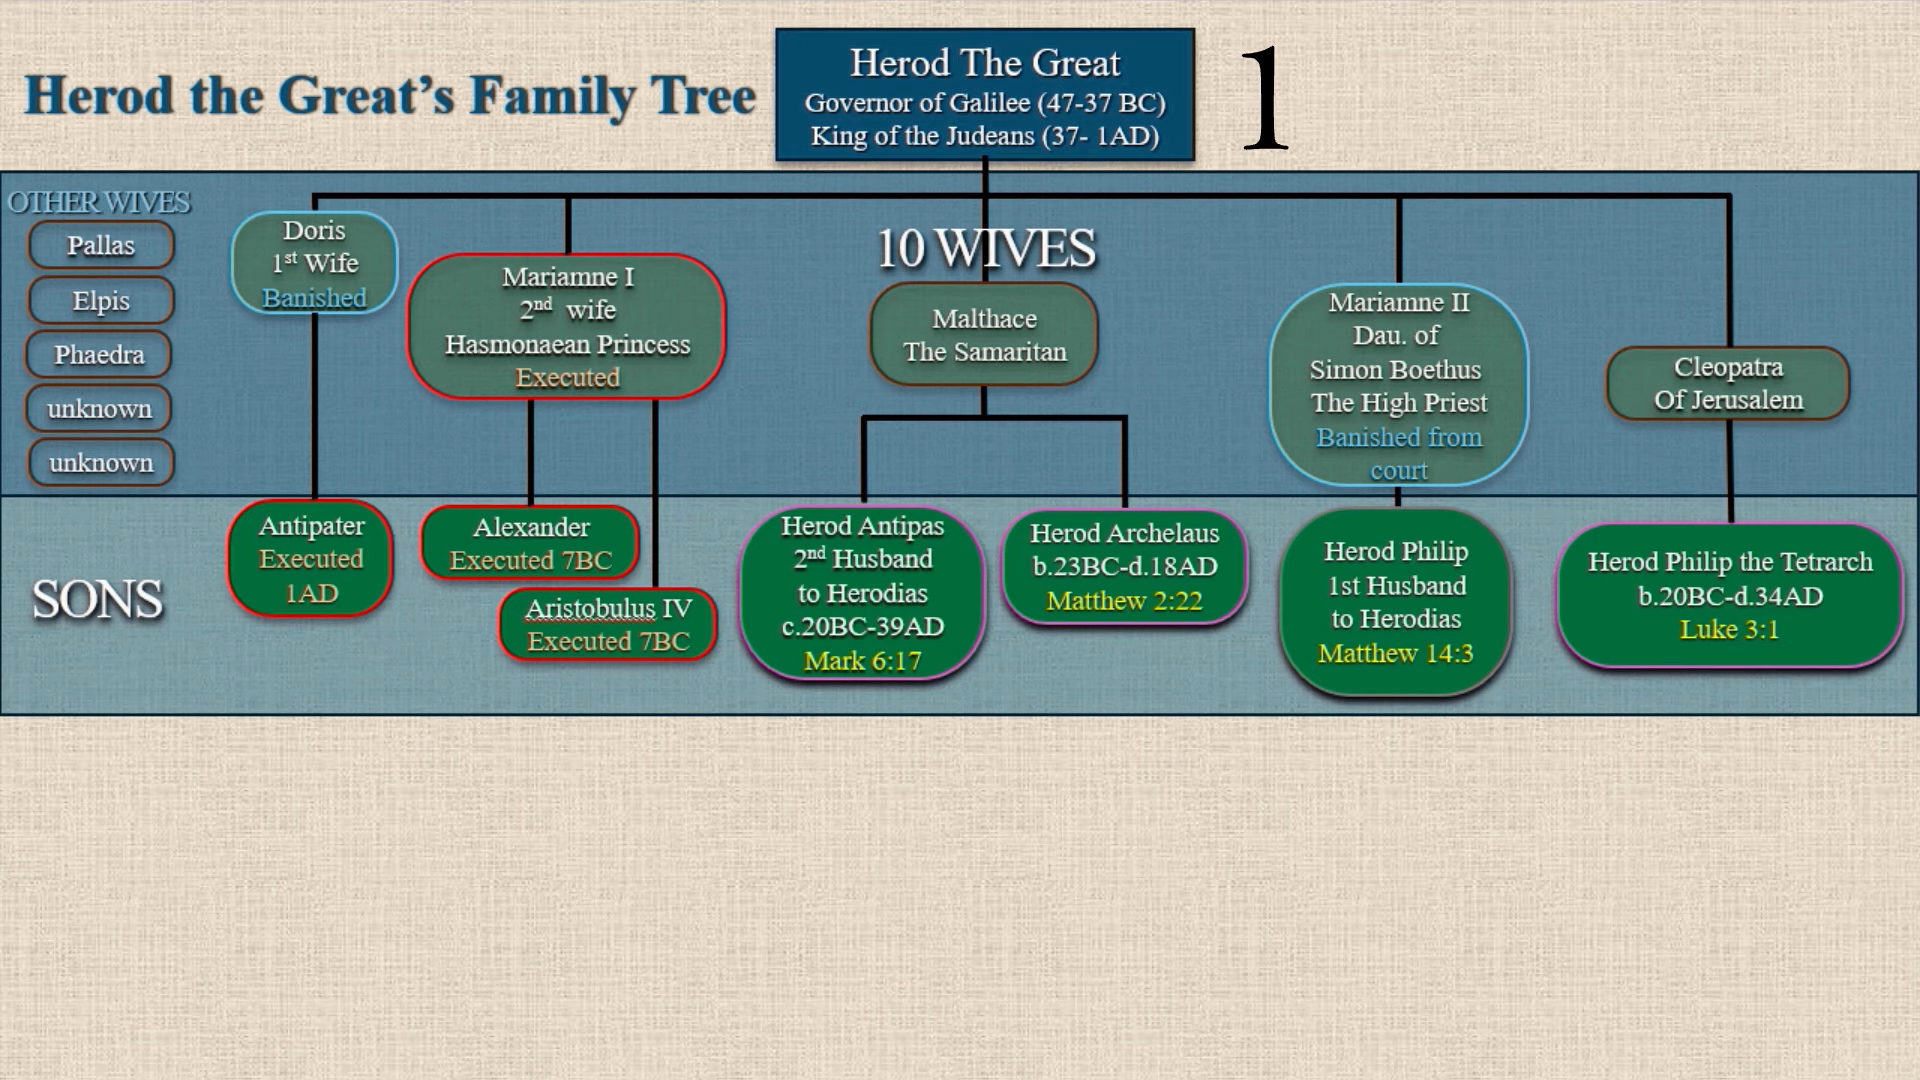 Herod the Great's Family Tree
Herod The Great
Governor of Galilee (47-37 BC)
King of the Judeans (37- 1AD)
1
OTHER WIVES
Pallas
Elpis
Phaedra
unknown
unknown
Doris
1st Wife
Banished
Mariamne I
2nd wife
Hasmonaean Princess
Executed
10 WIVES
Malthace
The Samaritan
Mariamne II
Dau. of
Simon Boethus
The High Priest
Banished from
court
Cleopatra
Of Jerusalem
SONS
Antipater
Executed
1AD
Alexander
Executed 7BC
Aristobulus IV
Executed 7BC
Herod Antipas
2nd Husband
to Herodias
c.20BC-39AD
Mark 6:17
Herod Archelaus
b.23BC-d.18AD
Matthew 2:22
Herod Philip
1st Husband
to Herodias
Matthew 14:3
Herod Philip the Tetrarch
b.20BC-d.34AD
Luke 3:1